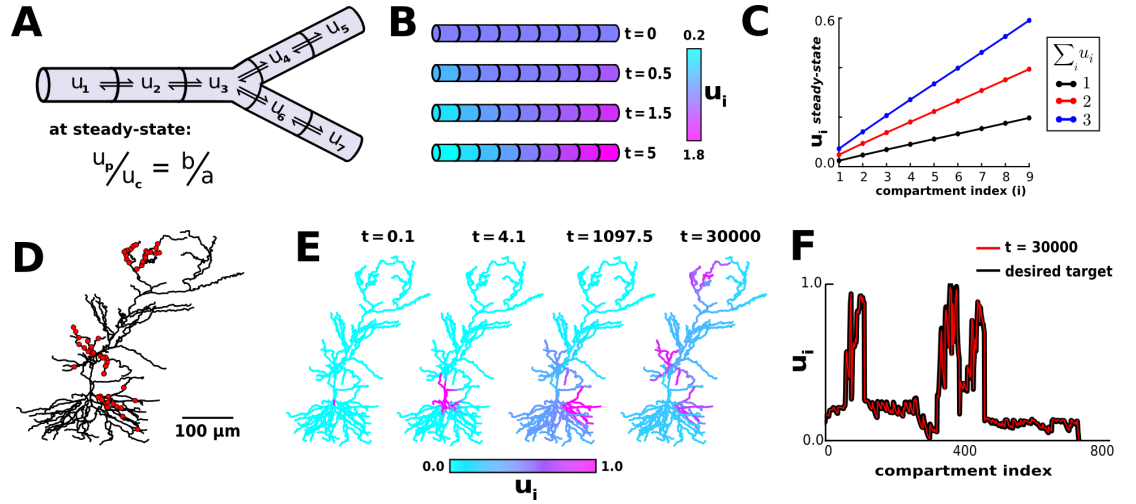 A
u₁ u₂ u₃ u₄ u₅
u₆ u₇
at steady-state:
uₚ/u꜀ = b/a
B
t = 0
t = 0.5
t = 1.5
t = 5
0.2
uᵢ
1.8
C
uᵢ steady-state
0.6
0.0
1 2 3 4 5 6 7 8 9
compartment index (i)
∑ᵢ uᵢ
1
2
3
D
100 μm
E
t = 0.1 t = 4.1 t = 1097.5 t = 30000
0.0 1.0
uᵢ
F
t = 30000
desired target
uᵢ
1.0
0.0
0 400 800
compartment index